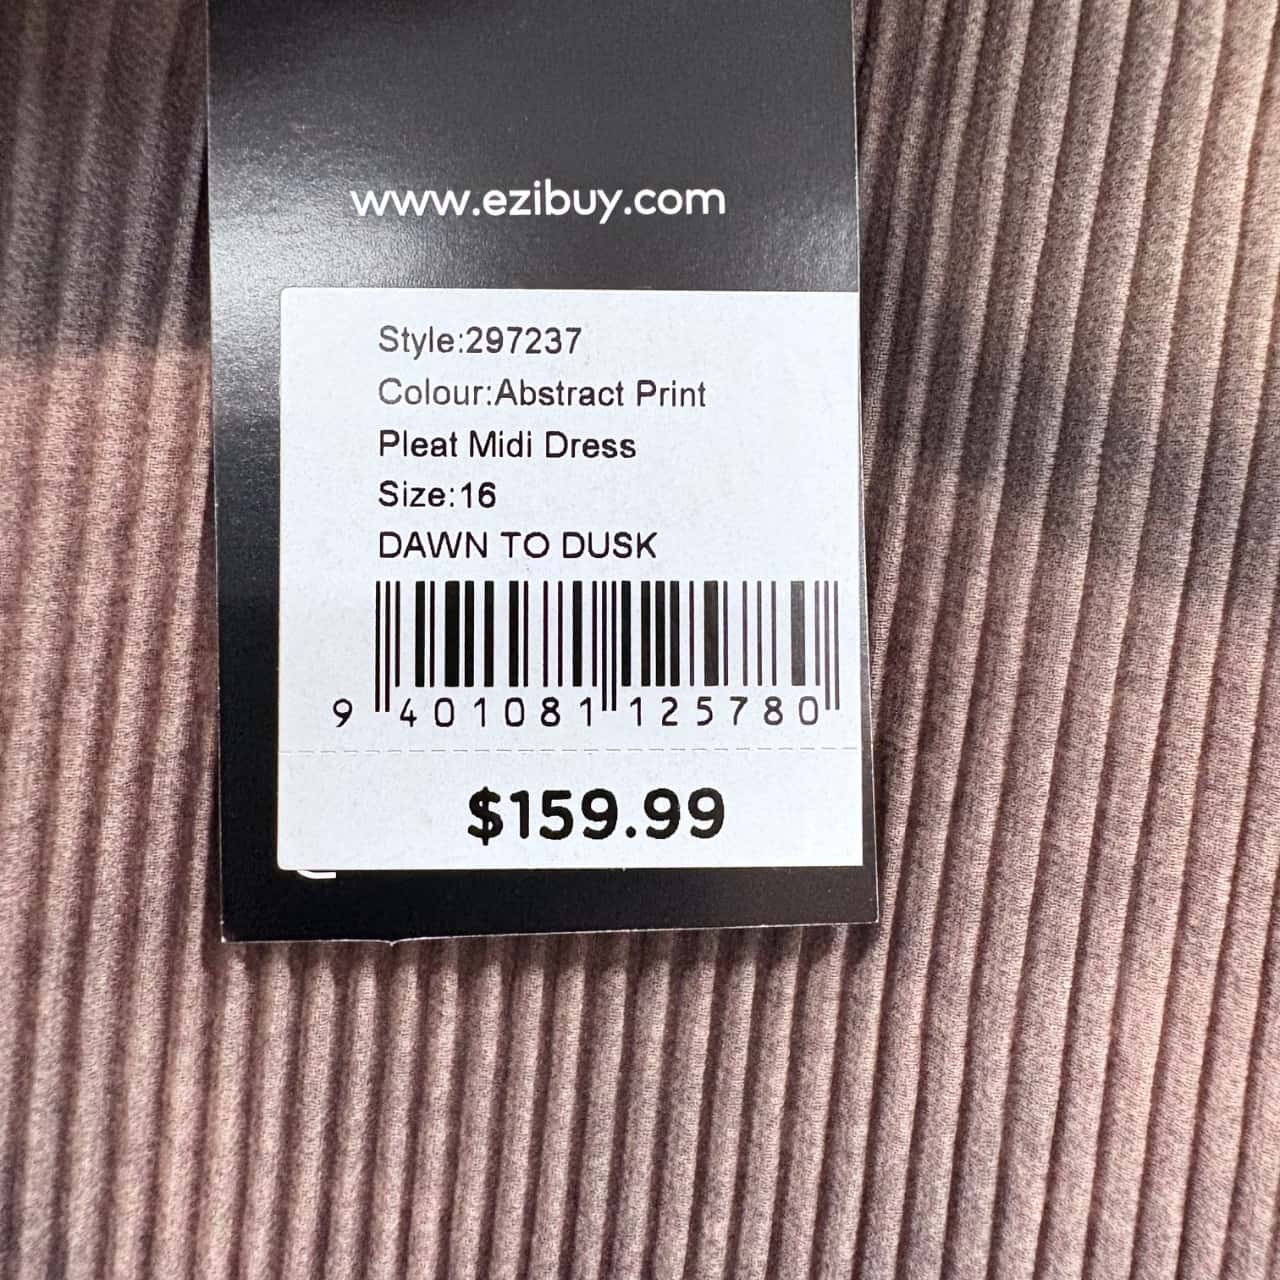 www.ezibuy.com
Style:297237
Colour:Abstract Print
Pleat Midi Dress
Size:16
DAWN TO DUSK
9 401081 125780
$159.99